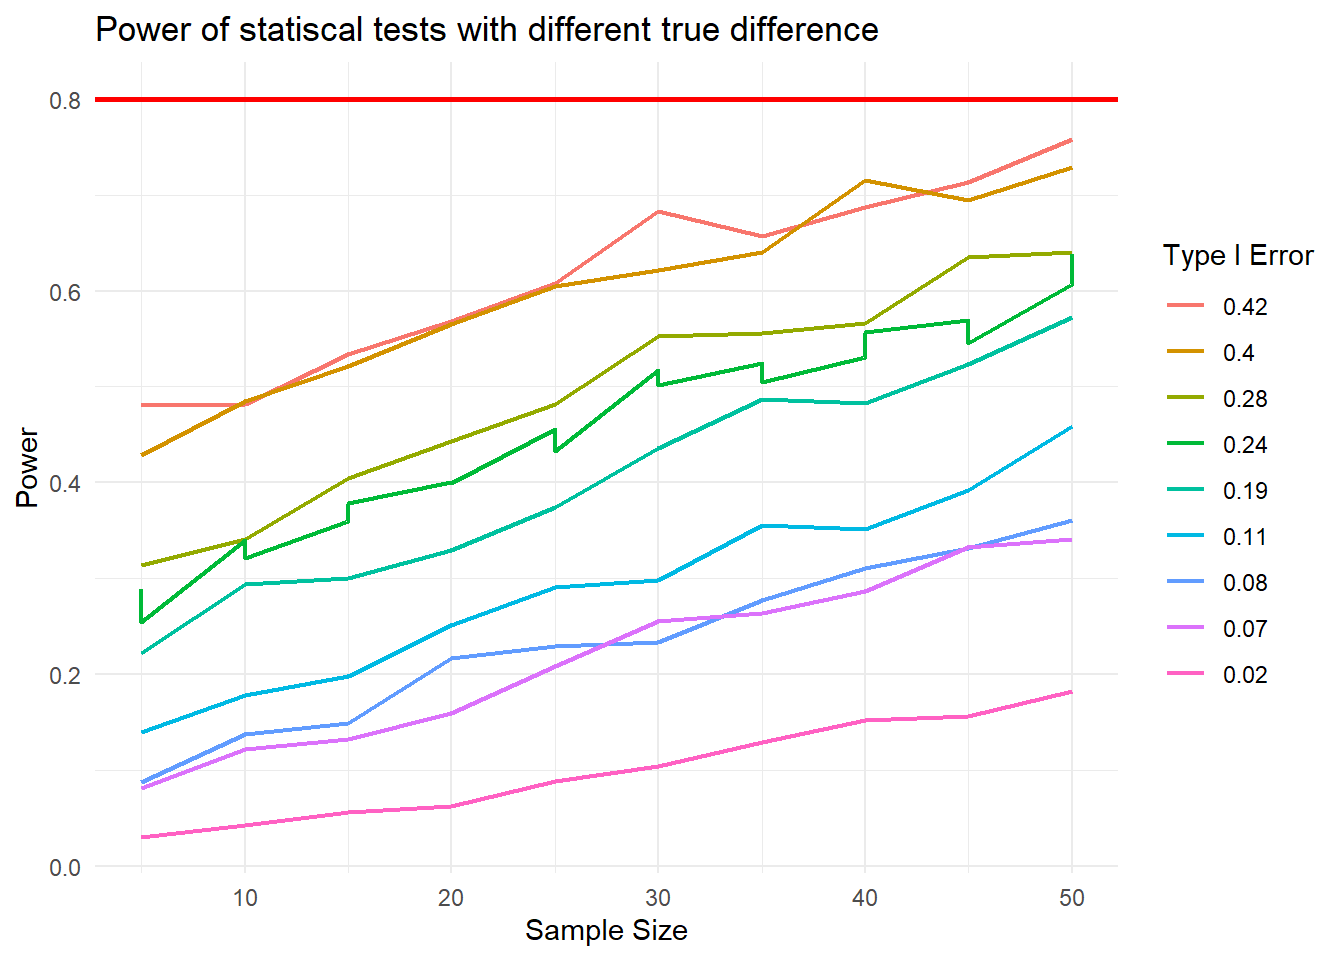 Power of statiscal tests with different true difference
0.8
0.6
0.4
0.2
0.0
Power
10 20 30 40 50
Sample Size
Type I Error
0.42
0.4
0.28
0.24
0.19
0.11
0.08
0.07
0.02